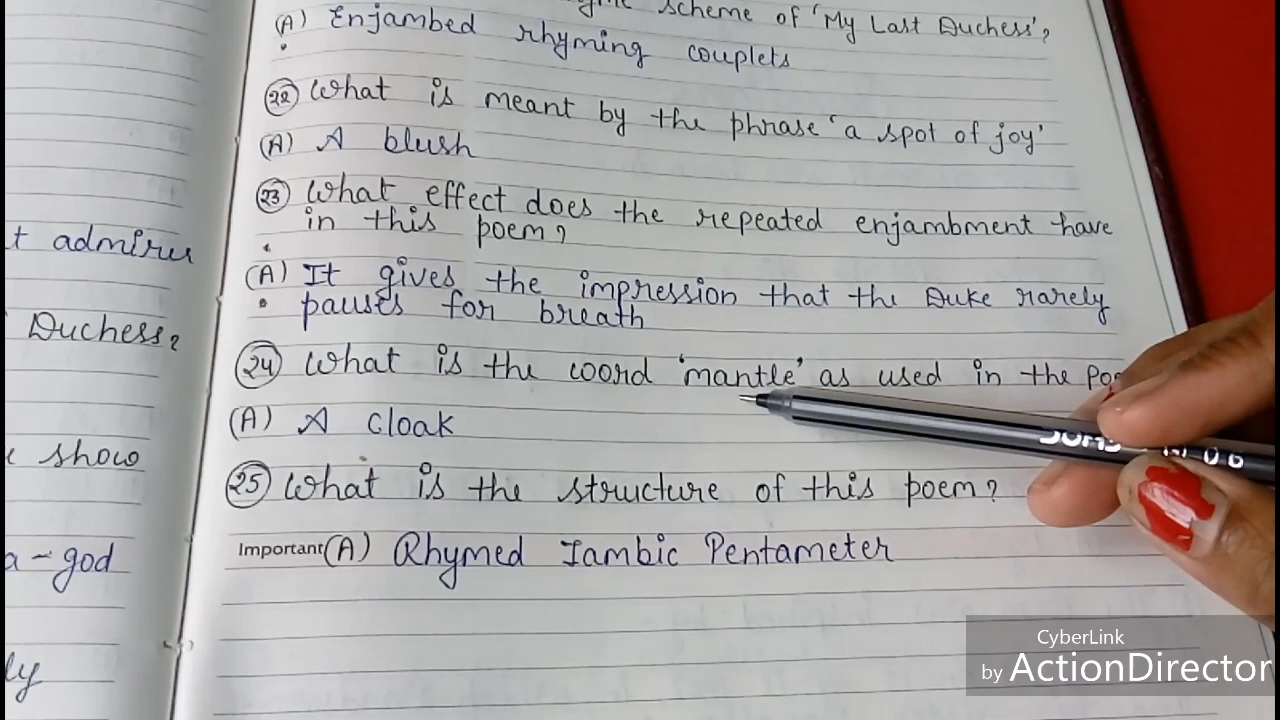 scheme of 'My Last Duchess'?
(A) Enjambed rhyming couplets
(22) What is meant by the phrase 'a spot of joy'
(A) A blush
(23) What effect does the repeated enjambment have
in this poem?
(A) It gives the impression that the Duke rarely
pauses for breath
(24) What is the word 'mantle' as used in the
(A) A cloak
(25) What is the structure of this poem?
Important (A) Rhymed Iambic Pentameter
t admires
Duchess?
show
a-god
ly
CyberLink
by ActionDirector